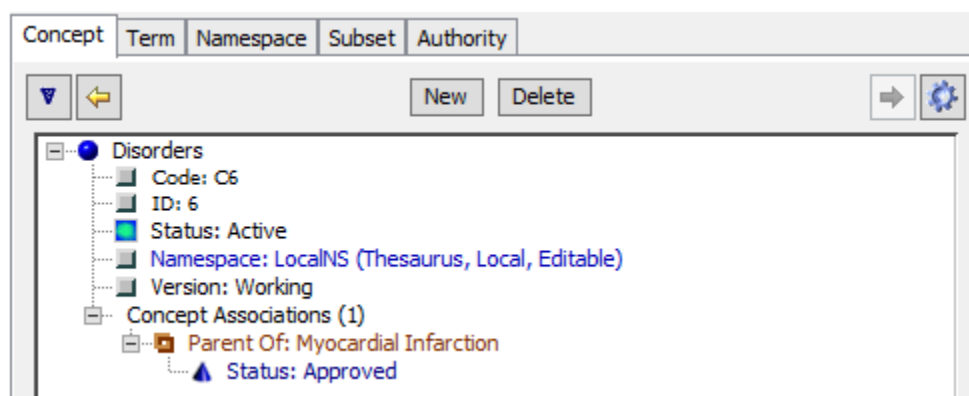 Concept Term Namespace Subset Authority
New Delete
Disorders
Code: C6
ID: 6
Status: Active
Namespace: LocalNS (Thesaurus, Local, Editable)
Version: Working
Concept Associations (1)
Parent Of: Myocardial Infarction
Status: Approved